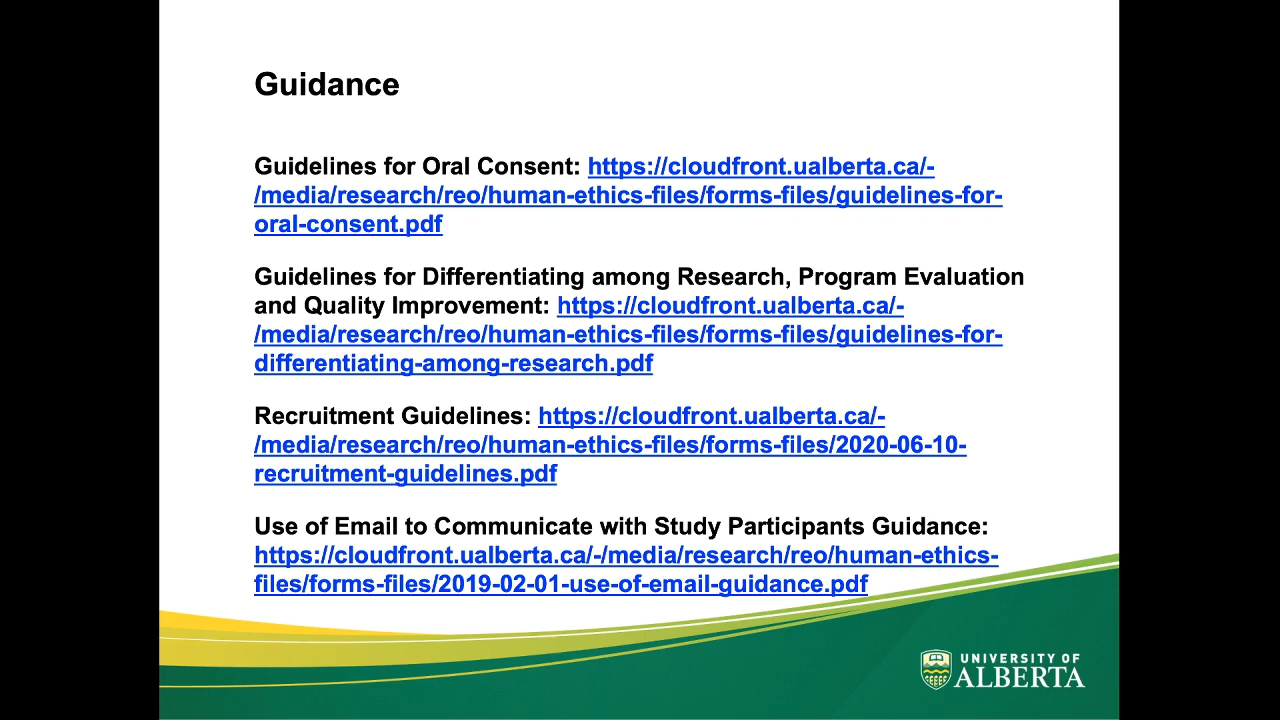 Guidance
Guidelines for Oral Consent: https://cloudfront.ualberta.ca/-
/media/research/reo/human-ethics-files/forms-files/guidelines-for-
oral-consent.pdf
Guidelines for Differentiating among Research, Program Evaluation
and Quality Improvement: https://cloudfront.ualberta.ca/-
/media/research/reo/human-ethics-files/forms-files/guidelines-for-
differentiating-among-research.pdf
Recruitment Guidelines: https://cloudfront.ualberta.ca/-
/media/research/reo/human-ethics-files/forms-files/2020-06-10-
recruitment-guidelines.pdf
Use of Email to Communicate with Study Participants Guidance:
https://cloudfront.ualberta.ca/-/media/research/reo/human-ethics-
files/forms-files/2019-02-01-use-of-email-guidance.pdf
UNIVERSITY OF
ALBERTA